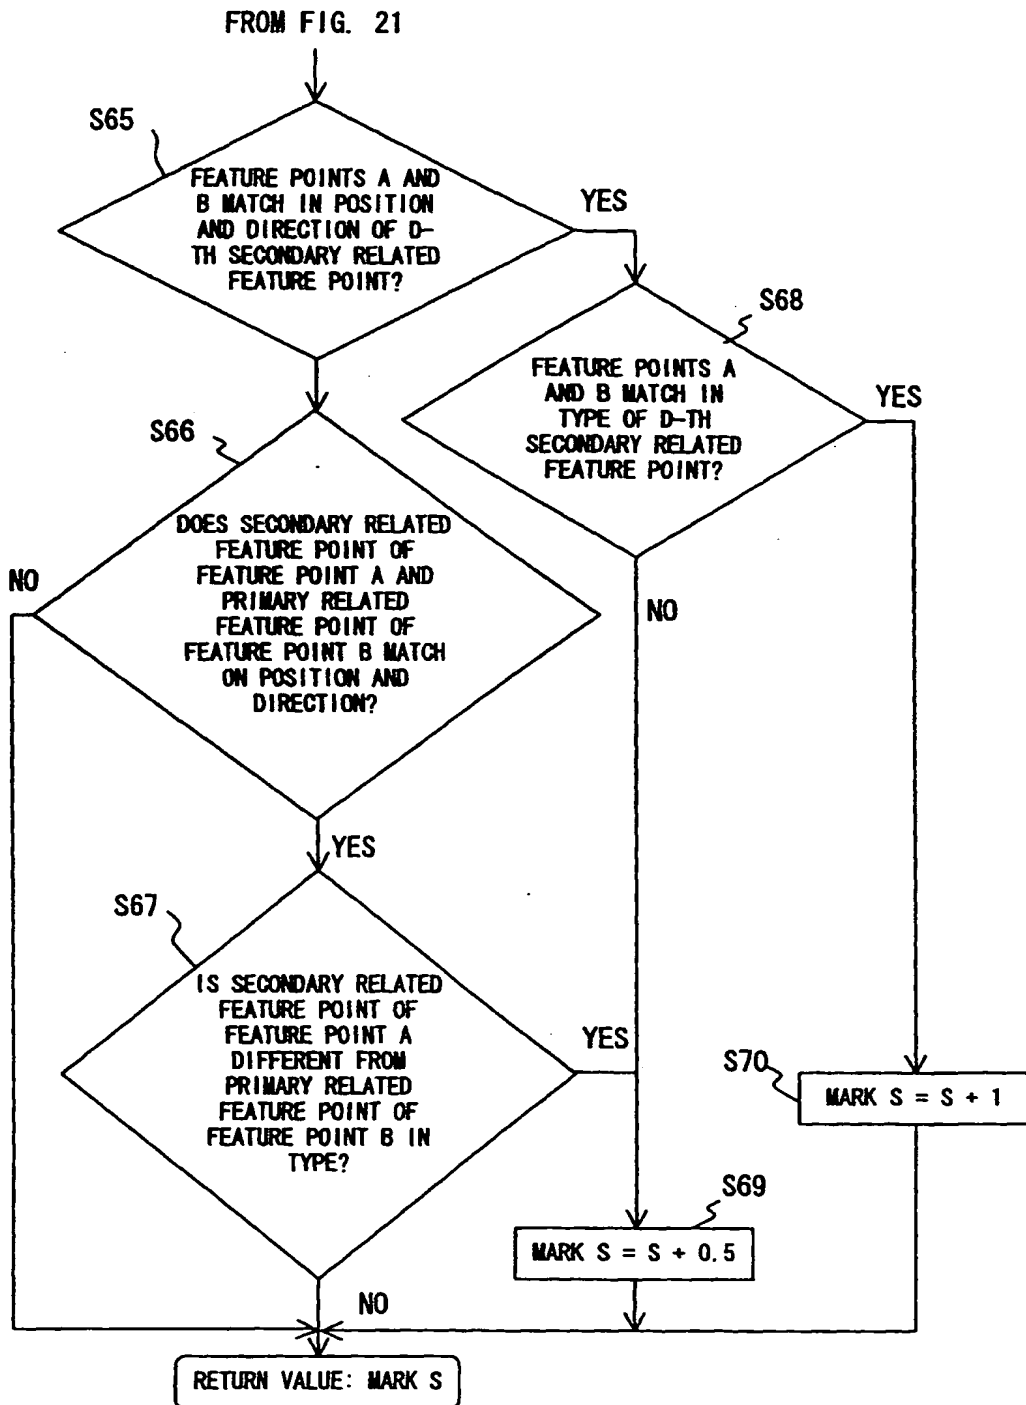 FROM FIG. 21
S65
FEATURE POINTS A AND
B MATCH IN POSITION
AND DIRECTION OF D-
TH SECONDARY RELATED
FEATURE POINT?
YES
S68
FEATURE POINTS A
AND B MATCH IN
TYPE OF D-TH
SECONDARY RELATED
FEATURE POINT?
YES
NO
S66
DOES SECONDARY RELATED
FEATURE POINT OF
FEATURE POINT A AND
PRIMARY RELATED
FEATURE POINT OF
FEATURE POINT B MATCH
ON POSITION AND
DIRECTION?
NO
YES
S67
IS SECONDARY RELATED
FEATURE POINT OF
FEATURE POINT A
DIFFERENT FROM
PRIMARY RELATED
FEATURE POINT OF
FEATURE POINT B IN
TYPE?
YES
NO
S70
MARK S = S + 1
S69
MARK S = S + 0.5
RETURN VALUE: MARK S